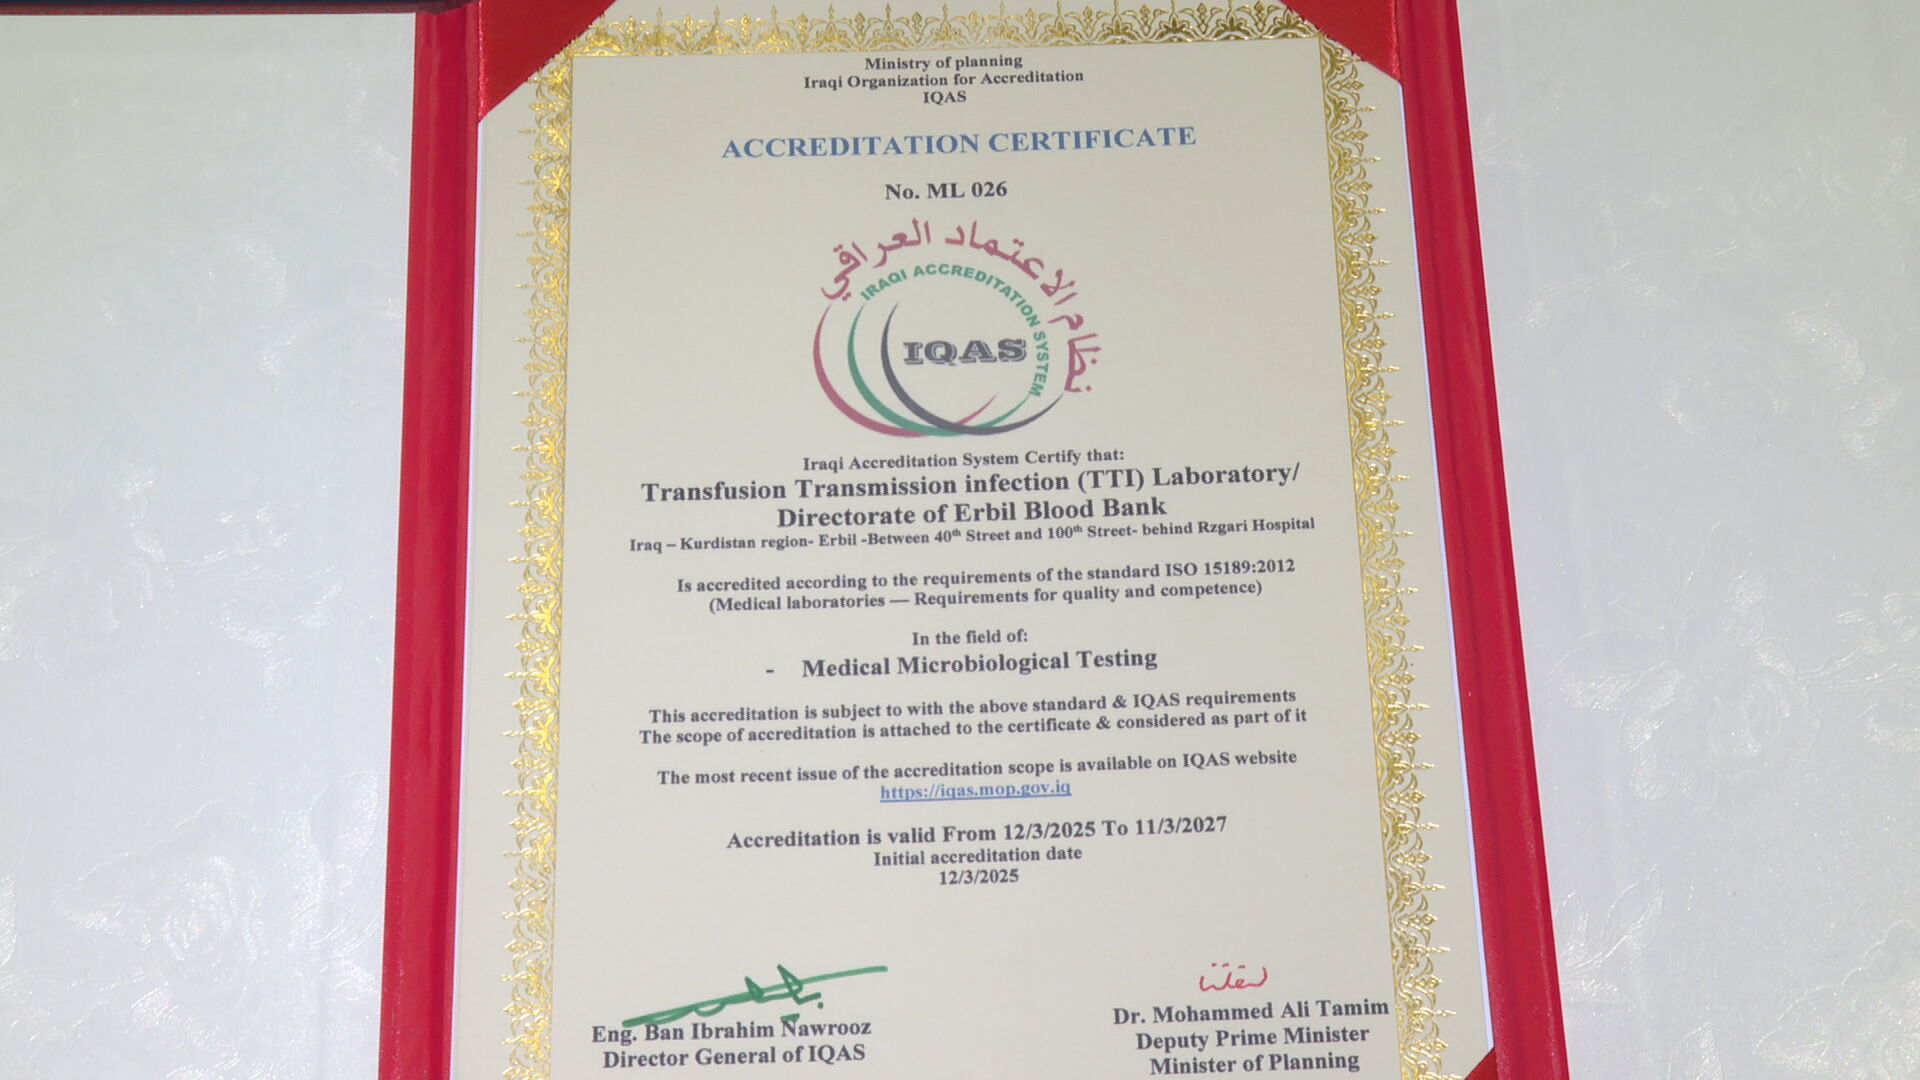 Ministry of planning
Iraqi Organization for Accreditation
IQAS
ACCREDITATION CERTIFICATE
No. ML 026
نظام الاعتماد العراقي
IRAQI ACCREDITATION SYSTEM
IQAS
Iraqi Accreditation System Certify that:
Transfusion Transmission infection (TTI) Laboratory/
Directorate of Erbil Blood Bank
Iraq – Kurdistan region- Erbil -Between 40th Street and 100th Street- behind Rzgari Hospital
Is accredited according to the requirements of the standard ISO 15189:2012
(Medical laboratories — Requirements for quality and competence)
In the field of:
- Medical Microbiological Testing
This accreditation is subject to with the above standard & IQAS requirements
The scope of accreditation is attached to the certificate & considered as part of it
The most recent issue of the accreditation scope is available on IQAS website
https://iqas.mop.gov.iq
Accreditation is valid From 12/3/2025 To 11/3/2027
Initial accreditation date
12/3/2025
Eng. Ban Ibrahim Nawrooz
Director General of IQAS
Dr. Mohammed Ali Tamim
Deputy Prime Minister
Minister of Planning